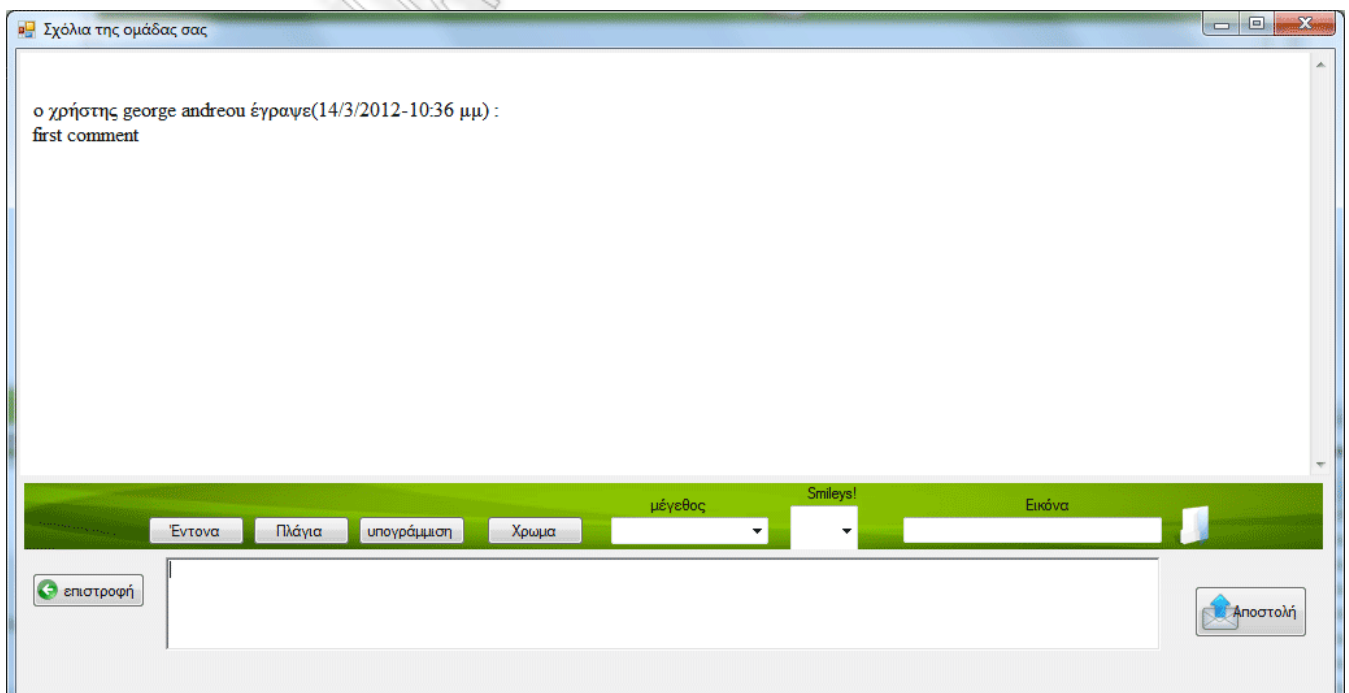 Σχόλια της ομάδας σας
ο χρήστης george andreou έγραψε(14/3/2012-10:36 μμ) :
first comment
μέγεθος Smileys! Εικόνα
Έντονα Πλάγια υπογράμμιση Χρωμα
επιστροφή
Αποστολή